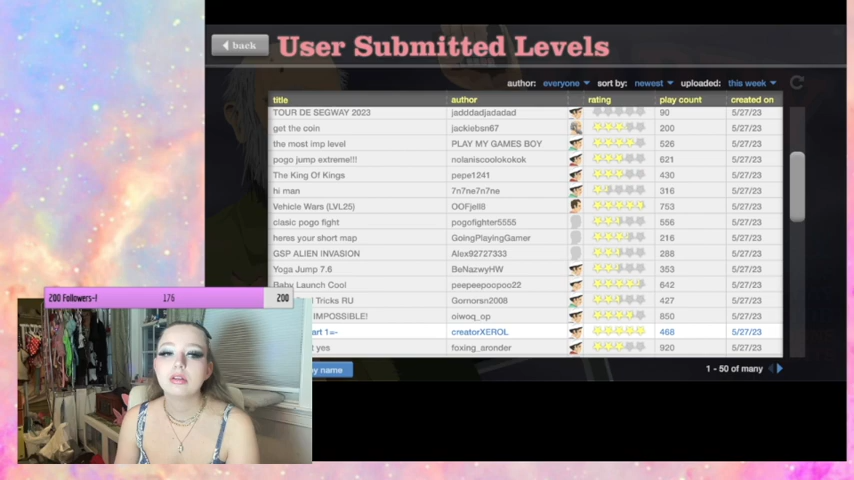 back
User Submitted Levels
author: everyone sort by: newest uploaded: this week
title author rating play count created on
TOUR DE SEGWAY 2023 jadddadjadadad 90 5/27/23
get the coin jackiebsn67 200 5/27/23
the most imp level PLAY MY GAMES BOY 526 5/27/23
pogo jump extreme!!! nolaniscoolokokok 621 5/27/23
The King Of Kings pepe1241 430 5/27/23
hi man 7n7ne7n7ne 316 5/27/23
Vehicle Wars (LVL25) OOFjell8 753 5/27/23
clasic pogo fight pogofighter5555 556 5/27/23
heres your short map GoingPlayingGamer 216 5/27/23
GSP ALIEN INVASION Alex92727333 288 5/27/23
Yoga Jump 7.6 BeNazwyHW 353 5/27/23
Baby Launch Cool peepeepoopoo22 642 5/27/23
Tricks RU Gornorsn2008 427 5/27/23
IMPOSSIBLE! oiwoq_op 850 5/27/23
art 1=- creatorXEROL 468 5/27/23
yes foxing_aronder 920 5/27/23
name
1 - 50 of many
200 Followers-! 176 200